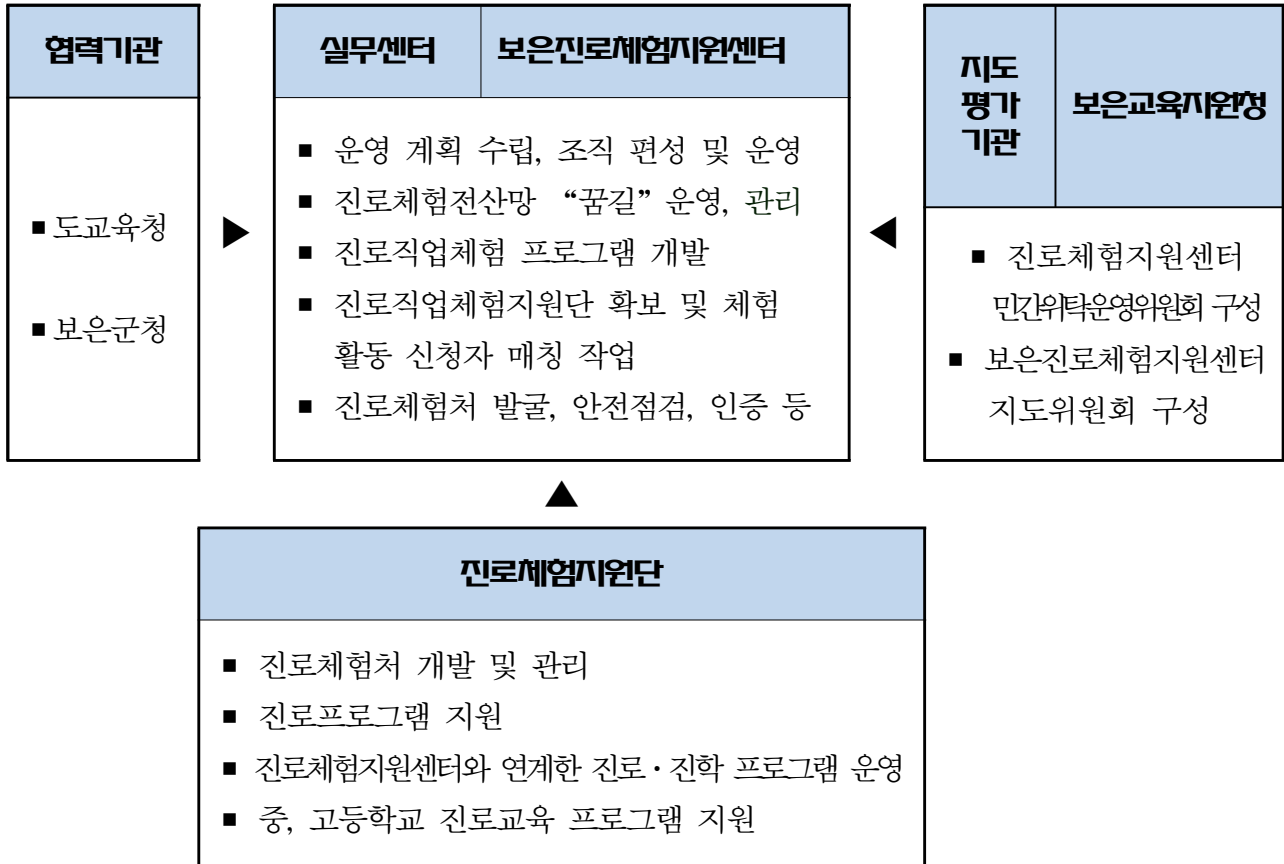 협력기관
■ 도교육청
■ 보은군청
▶
실무센터 보은진로체험지원센터
■ 운영 계획 수립, 조직 편성 및 운영
■ 진로체험전산망 “꿈길” 운영, 관리
■ 진로직업체험 프로그램 개발
■ 진로직업체험지원단 확보 및 체험
활동 신청자 매칭 작업
■ 진로체험처 발굴, 안전점검, 인증 등
◀
지도
평가
기관
보은교육지원청
■ 진로체험지원센터
민간위탁운영위원회 구성
■ 보은진로체험지원센터
지도위원회 구성
▲
진로체험지원단
■ 진로체험처 개발 및 관리
■ 진로프로그램 지원
■ 진로체험지원센터와 연계한 진로・진학 프로그램 운영
■ 중, 고등학교 진로교육 프로그램 지원